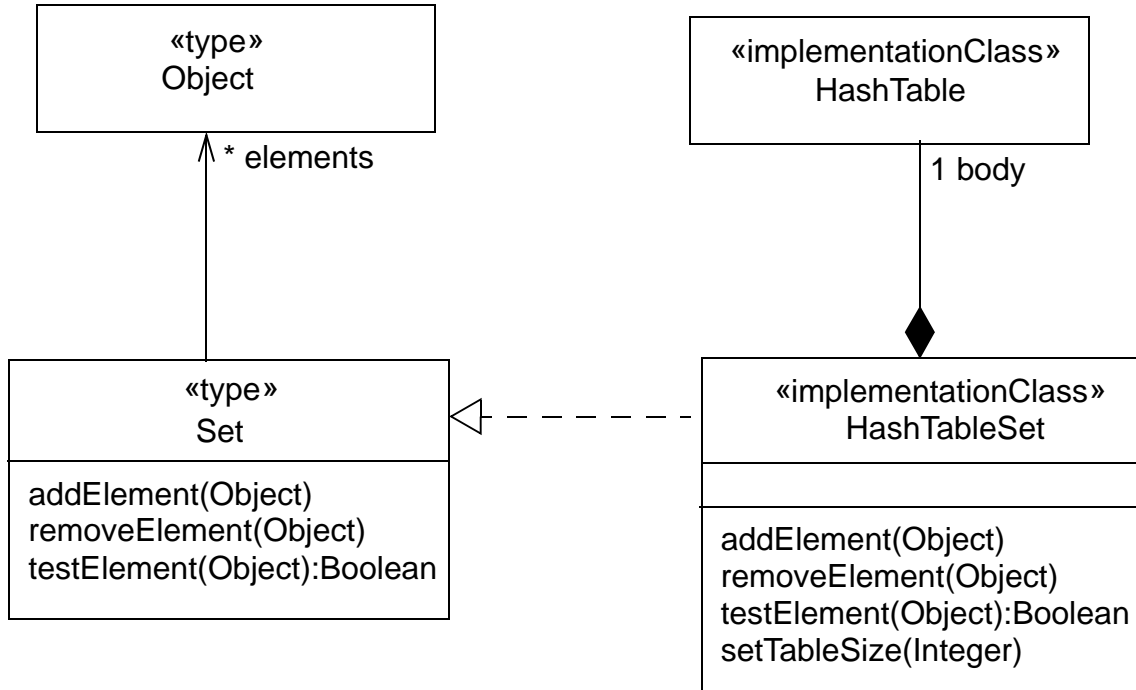 «type»
Object
* elements
«implementationClass»
HashTable
1 body
«type»
Set
addElement(Object)
removeElement(Object)
testElement(Object):Boolean
«implementationClass»
HashTableSet
addElement(Object)
removeElement(Object)
testElement(Object):Boolean
setTableSize(Integer)